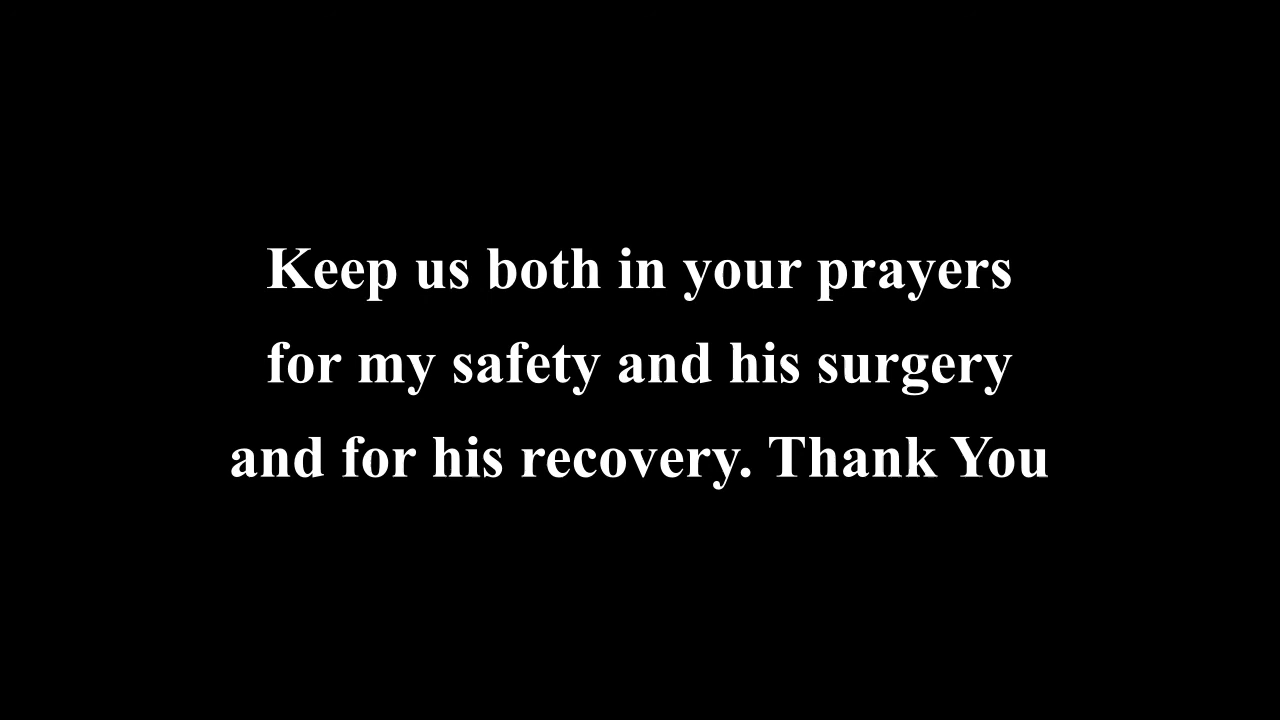 Keep us both in your prayers
for my safety and his surgery
and for his recovery. Thank You